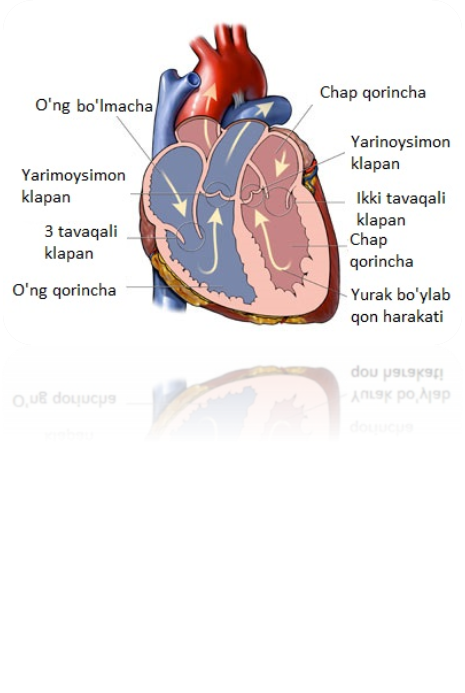 O'ng bo'lmacha
Yarimoysimon
klapan
3 tavaqali
klapan
O'ng qorincha
Chap qorincha
Yarinoysimon
klapan
Ikki tavaqali
klapan
Chap
qorincha
Yurak bo'ylab
qon harakati